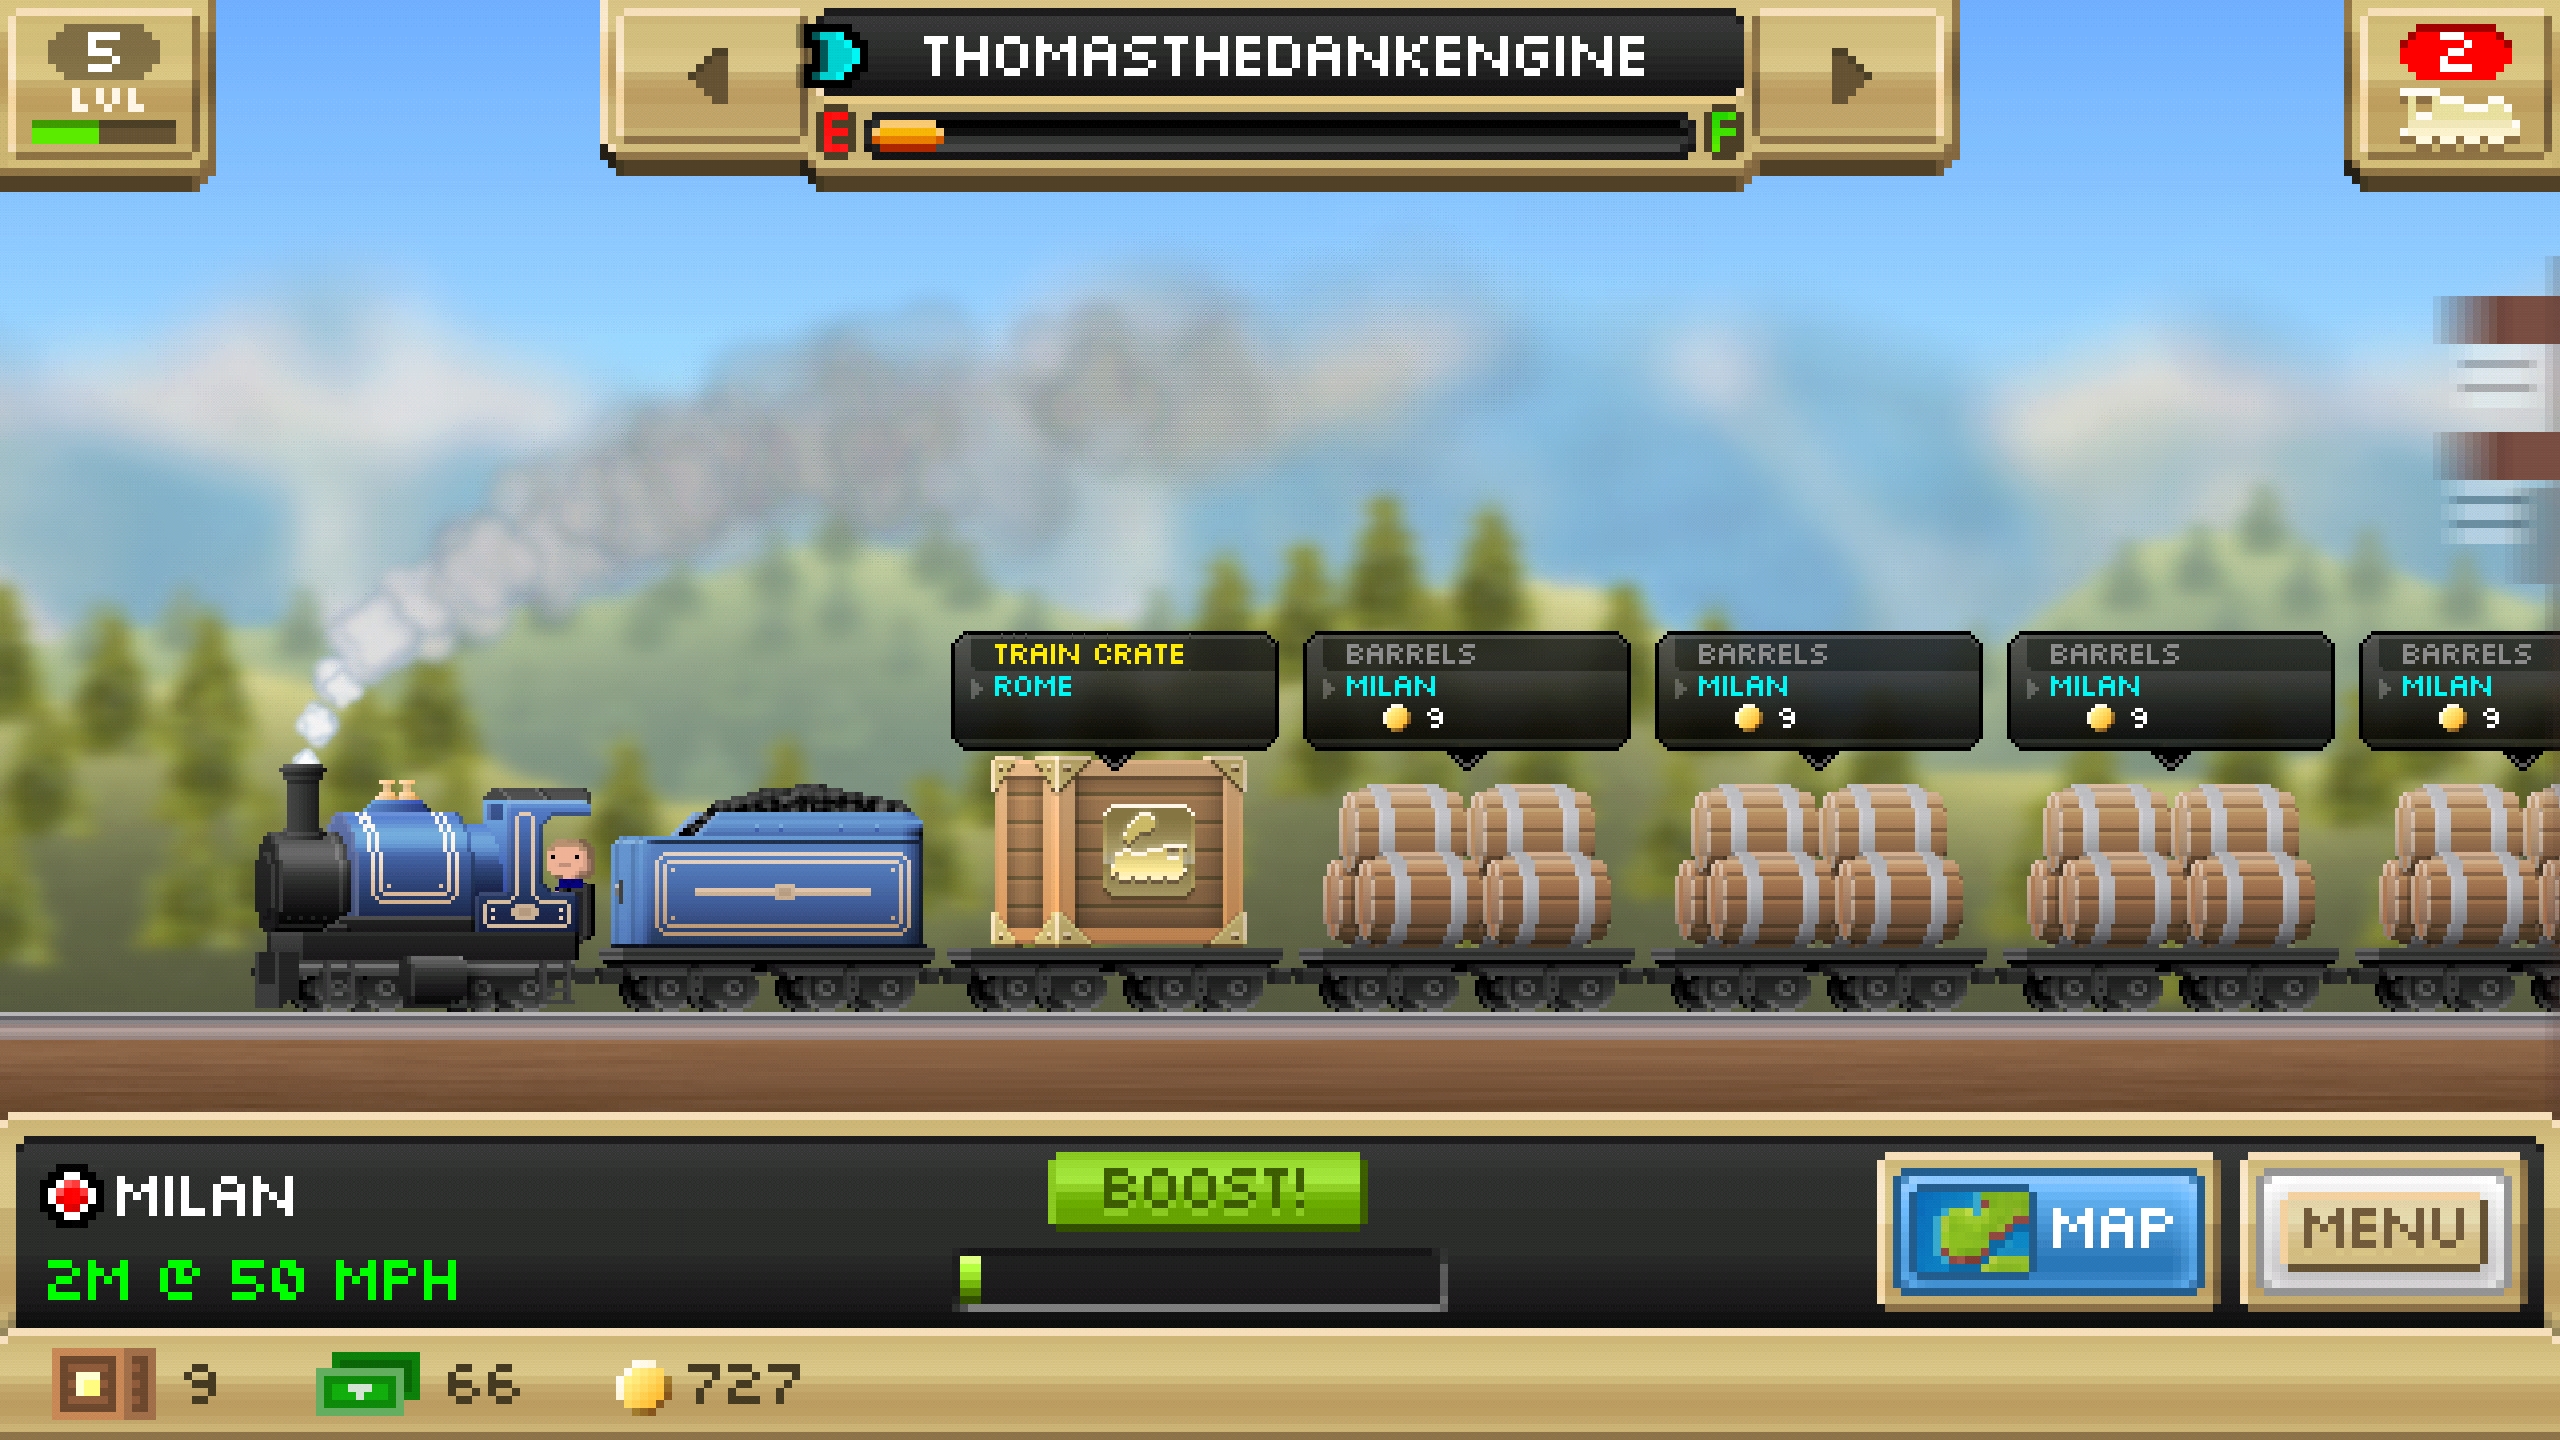 5
LVL
THOMASTHEDANKENGINE
E
F
2
TRAIN CRATE
ROME
BARRELS
MILAN
9
BARRELS
MILAN
9
BARRELS
MILAN
9
BARRELS
MILAN
9
MILAN
2M @ 50 MPH
BOOST!
MAP
MENU
9
66
727